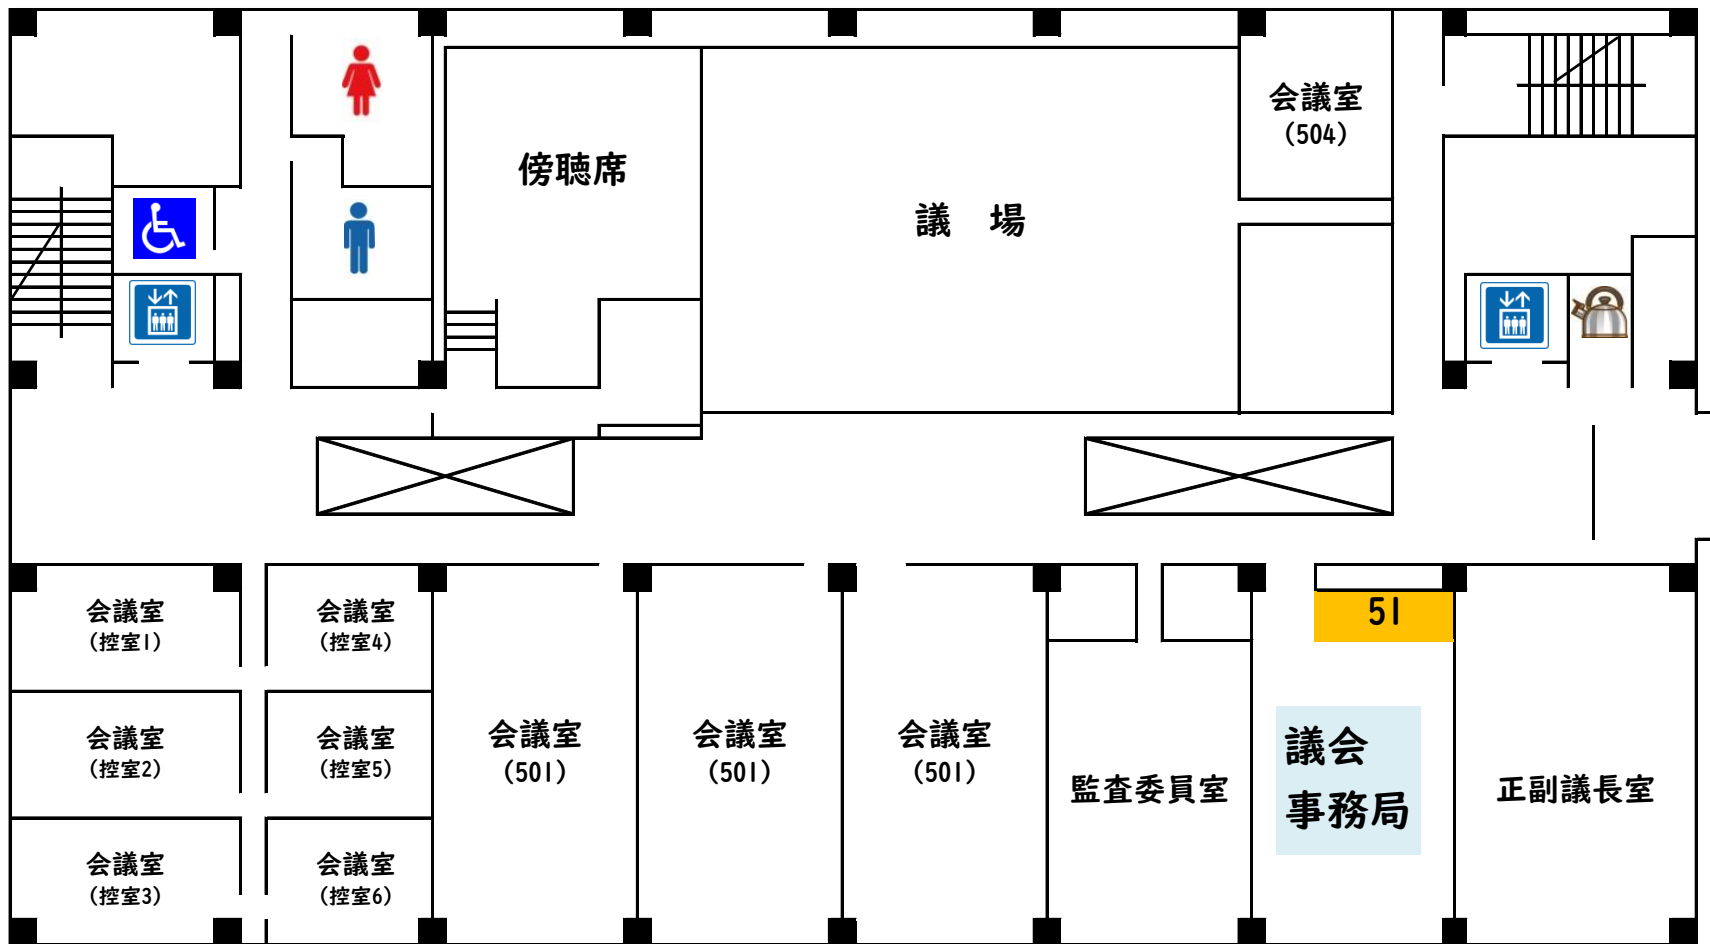 会議室
(504)
傍聴席
議　場
会議室
(控室1)
会議室
(控室4)
51
会議室
(控室2)
会議室
(控室5)
会議室
(501)
会議室
(501)
会議室
(501)
監査委員室
議会
事務局
正副議長室
会議室
(控室3)
会議室
(控室6)